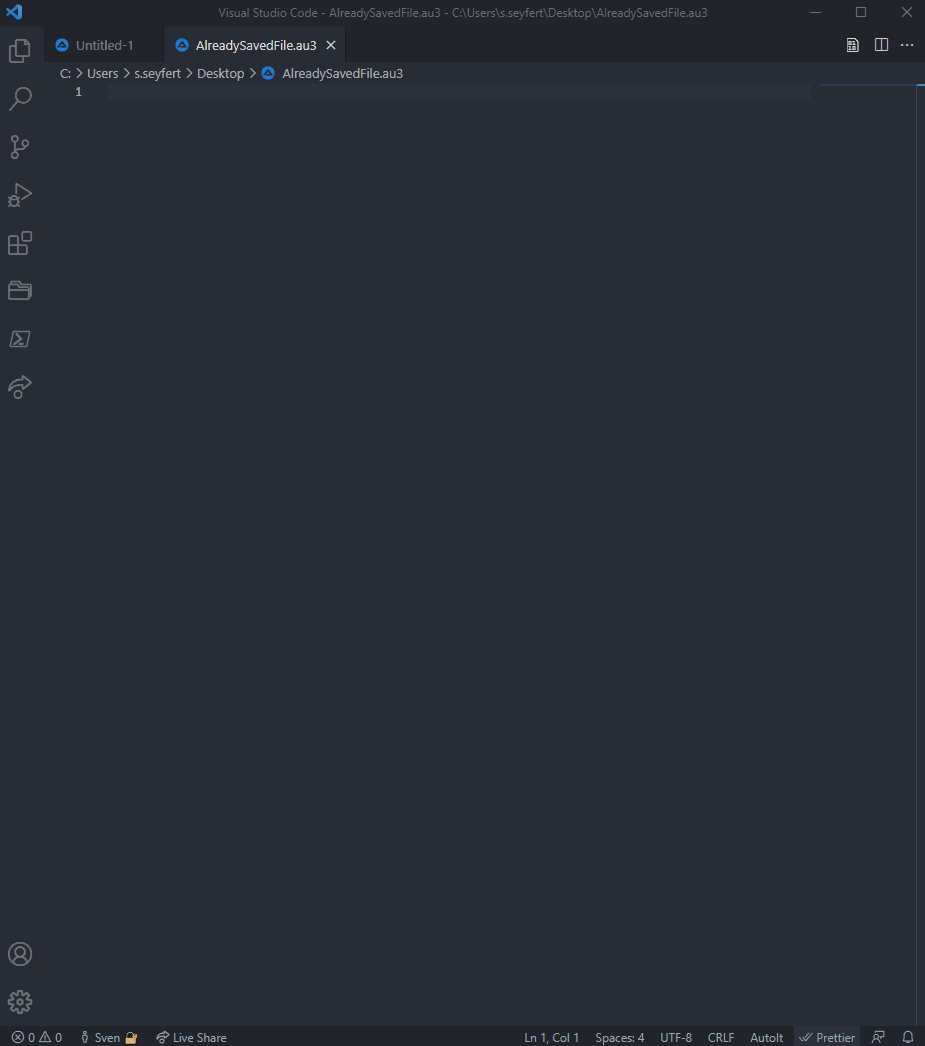 Visual Studio Code - AlreadySavedFile.au3 - C:\Users\s.seyfert\Desktop\AlreadySavedFile.au3
Untitled-1 AlreadySavedFile.au3
C: > Users > s.seyfert > Desktop > AlreadySavedFile.au3
1
0 0 Sven Live Share Ln 1, Col 1 Spaces: 4 UTF-8 CRLF AutoIt Prettier